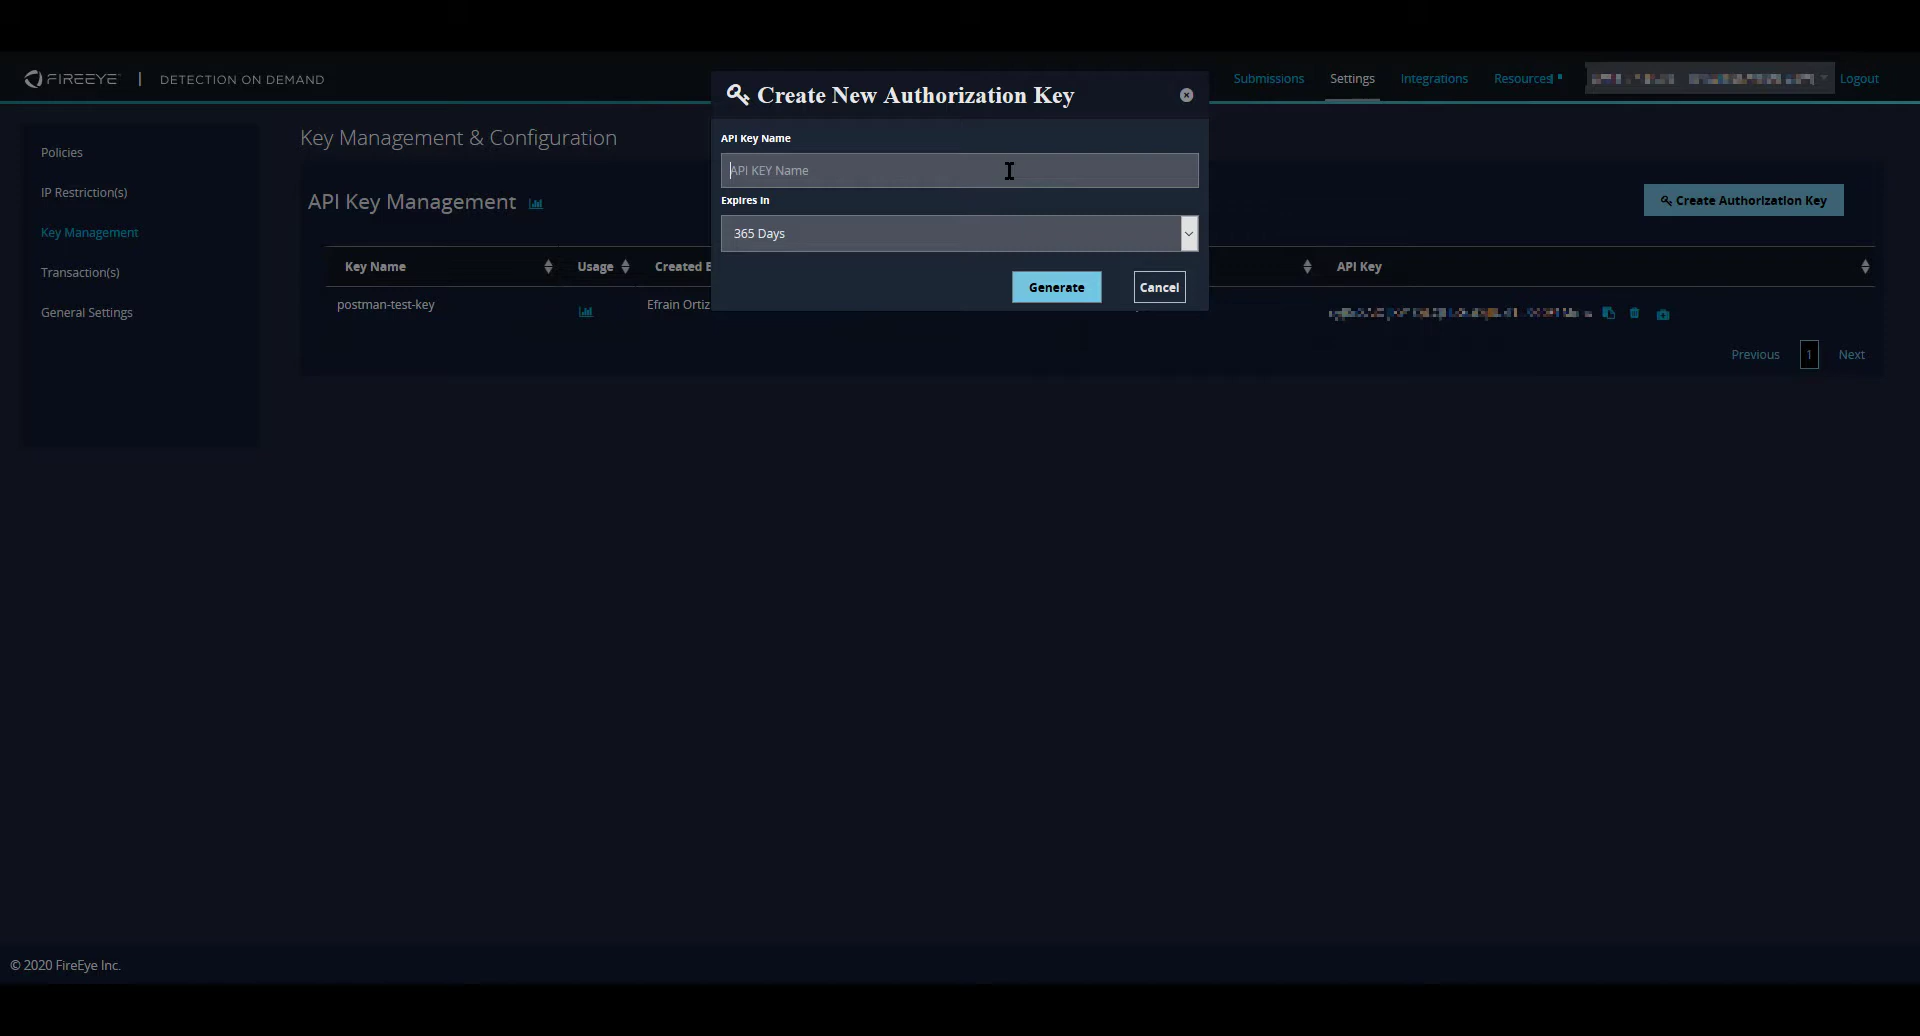 FIREEYE | DETECTION ON DEMAND
Submissions
Settings
Integrations
Resources
Logout
Policies
IP Restriction(s)
Key Management
Transaction(s)
General Settings
Key Management & Configuration
API Key Management
Create Authorization Key
Key Name
Usage
Created
API Key
postman-test-key
Efrain Ortiz
Previous
1
Next
Create New Authorization Key
API Key Name
API KEY Name
Expires In
365 Days
Generate
Cancel
© 2020 FireEye Inc.